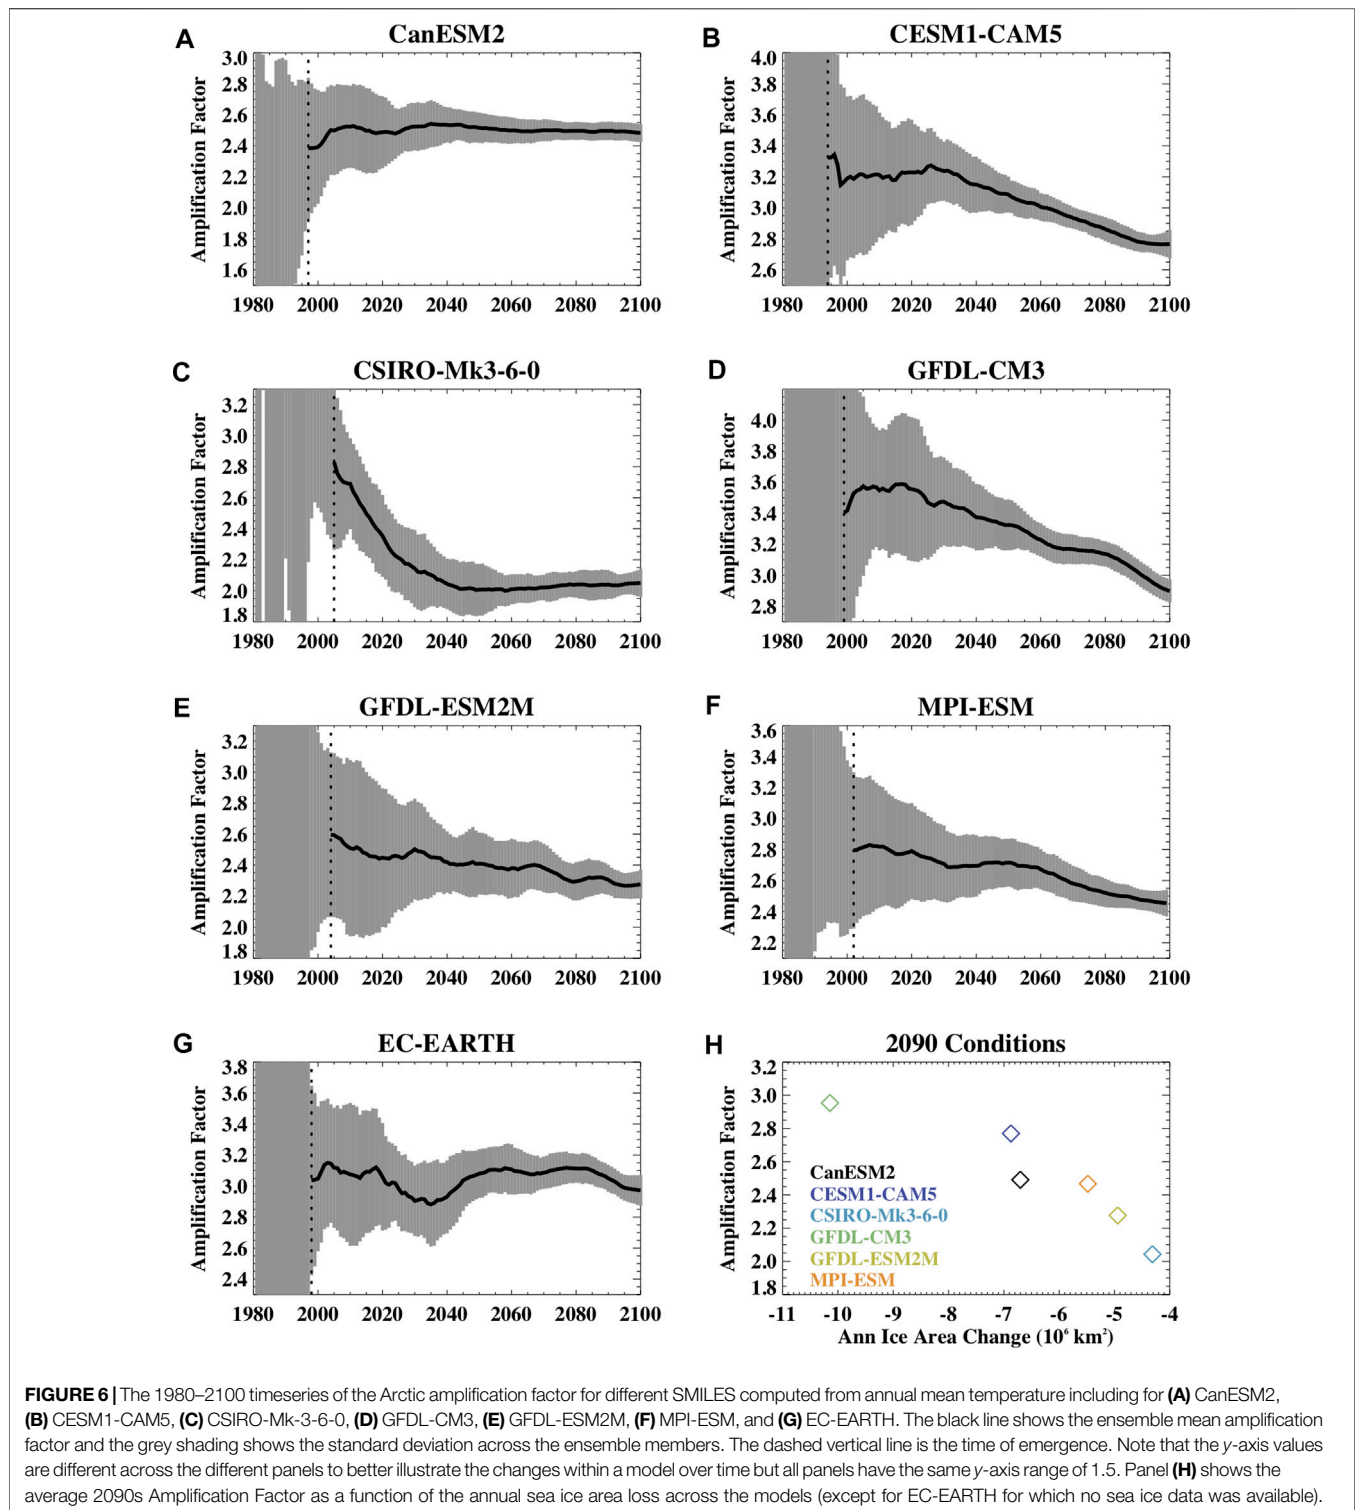 A
CanESM2
Amplification Factor
3.0
2.8
2.6
2.4
2.2
2.0
1.8
1.6
1980 2000 2020 2040 2060 2080 2100
B
CESM1-CAM5
Amplification Factor
4.0
3.8
3.6
3.4
3.2
3.0
2.8
2.6
1980 2000 2020 2040 2060 2080 2100
C
CSIRO-Mk3-6-0
Amplification Factor
3.2
3.0
2.8
2.6
2.4
2.2
2.0
1.8
1980 2000 2020 2040 2060 2080 2100
D
GFDL-CM3
Amplification Factor
4.0
3.8
3.6
3.4
3.2
3.0
2.8
1980 2000 2020 2040 2060 2080 2100
E
GFDL-ESM2M
Amplification Factor
3.2
3.0
2.8
2.6
2.4
2.2
2.0
1.8
1980 2000 2020 2040 2060 2080 2100
F
MPI-ESM
Amplification Factor
3.6
3.4
3.2
3.0
2.8
2.6
2.4
2.2
1980 2000 2020 2040 2060 2080 2100
G
EC-EARTH
Amplification Factor
3.8
3.6
3.4
3.2
3.0
2.8
2.6
2.4
1980 2000 2020 2040 2060 2080 2100
H
2090 Conditions
Amplification Factor
3.2
3.0
2.8
2.6
2.4
2.2
2.0
1.8
CanESM2
CESM1-CAM5
CSIRO-Mk3-6-0
GFDL-CM3
GFDL-ESM2M
MPI-ESM
-11 -10 -9 -8 -7 -6 -5 -4
Ann Ice Area Change (10⁶ km²)
FIGURE 6 | The 1980–2100 timeseries of the Arctic amplification factor for different SMILES computed from annual mean temperature including for (A) CanESM2,
(B) CESM1-CAM5, (C) CSIRO-Mk-3-6-0, (D) GFDL-CM3, (E) GFDL-ESM2M, (F) MPI-ESM, and (G) EC-EARTH. The black line shows the ensemble mean amplification
factor and the grey shading shows the standard deviation across the ensemble members. The dashed vertical line is the time of emergence. Note that the y-axis values
are different across the different panels to better illustrate the changes within a model over time but all panels have the same y-axis range of 1.5. Panel (H) shows the
average 2090s Amplification Factor as a function of the annual sea ice area loss across the models (except for EC-EARTH for which no sea ice data was available).